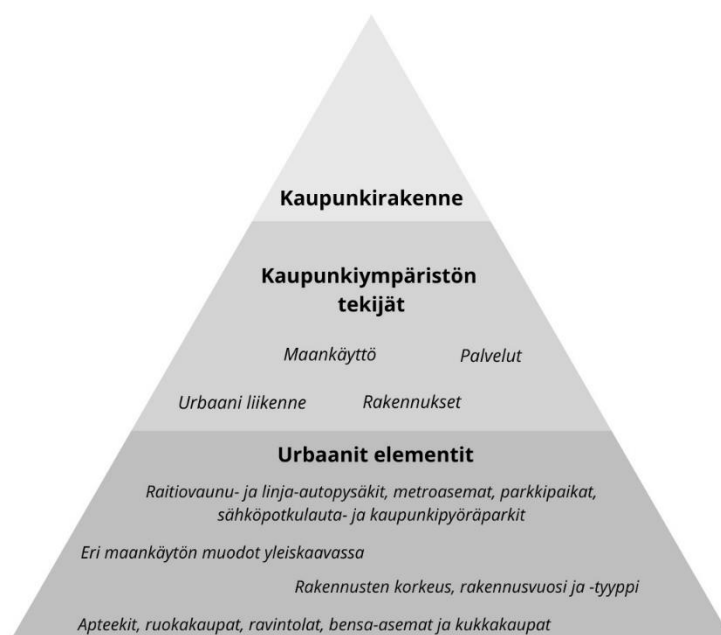 Kaupunkirakenne
Kaupunkiympäristön
tekijät
Maankäyttö
Palvelut
Urbaani liikenne
Rakennukset
Urbaanit elementit
Raitiovaunu- ja linja-autopysäkit, metroasemat, parkkipaikat,
sähköpotkulauta- ja kaupunkipyöräparkit
Eri maankäytön muodot yleiskaavassa
Rakennusten korkeus, rakennusvuosi ja -tyyppi
Apteekit, ruokakaupat, ravintolat, bensa-asemat ja kukkakaupat